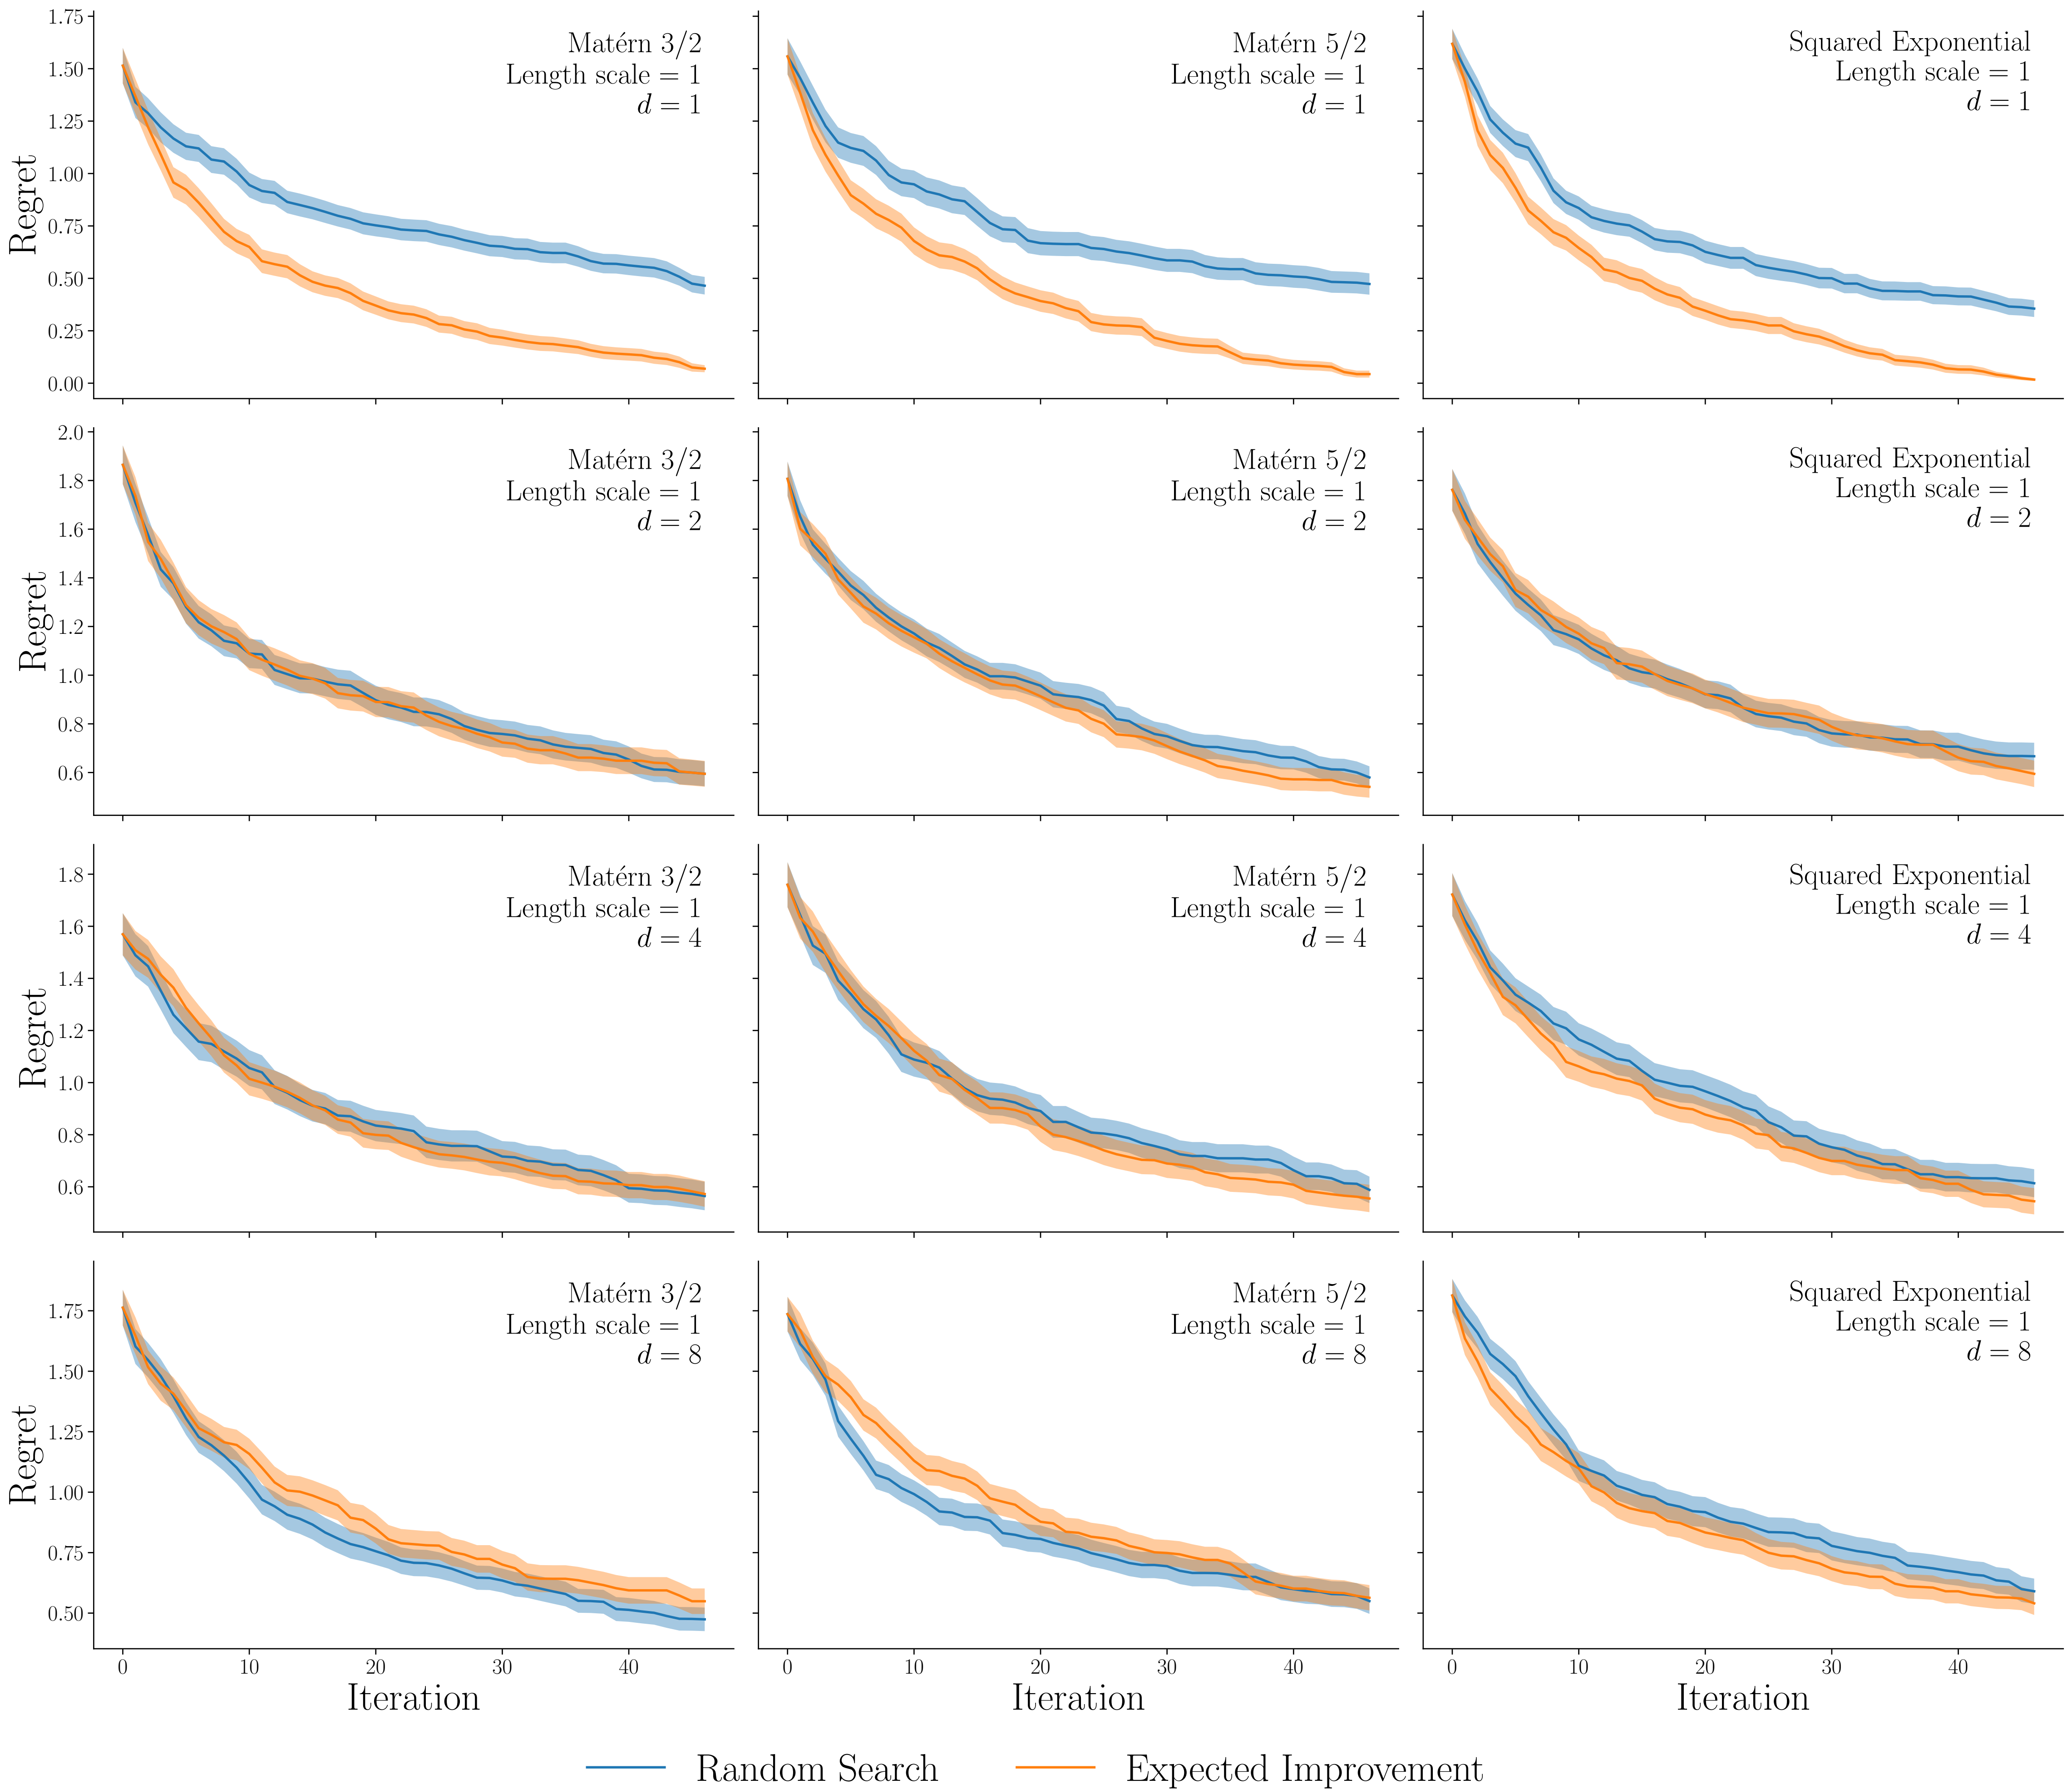 1.75
1.50
1.25
1.00
0.75
0.50
0.25
0.00
Regret
Matérn 3/2
Length scale = 1
d = 1
Matérn 5/2
Length scale = 1
d = 1
Squared Exponential
Length scale = 1
d = 1
2.0
1.8
1.6
1.4
1.2
1.0
0.8
0.6
Regret
Matérn 3/2
Length scale = 1
d = 2
Matérn 5/2
Length scale = 1
d = 2
Squared Exponential
Length scale = 1
d = 2
1.8
1.6
1.4
1.2
1.0
0.8
0.6
Regret
Matérn 3/2
Length scale = 1
d = 4
Matérn 5/2
Length scale = 1
d = 4
Squared Exponential
Length scale = 1
d = 4
1.75
1.50
1.25
1.00
0.75
0.50
Regret
Matérn 3/2
Length scale = 1
d = 8
Matérn 5/2
Length scale = 1
d = 8
Squared Exponential
Length scale = 1
d = 8
0 10 20 30 40
Iteration
0 10 20 30 40
Iteration
0 10 20 30 40
Iteration
Random Search
Expected Improvement